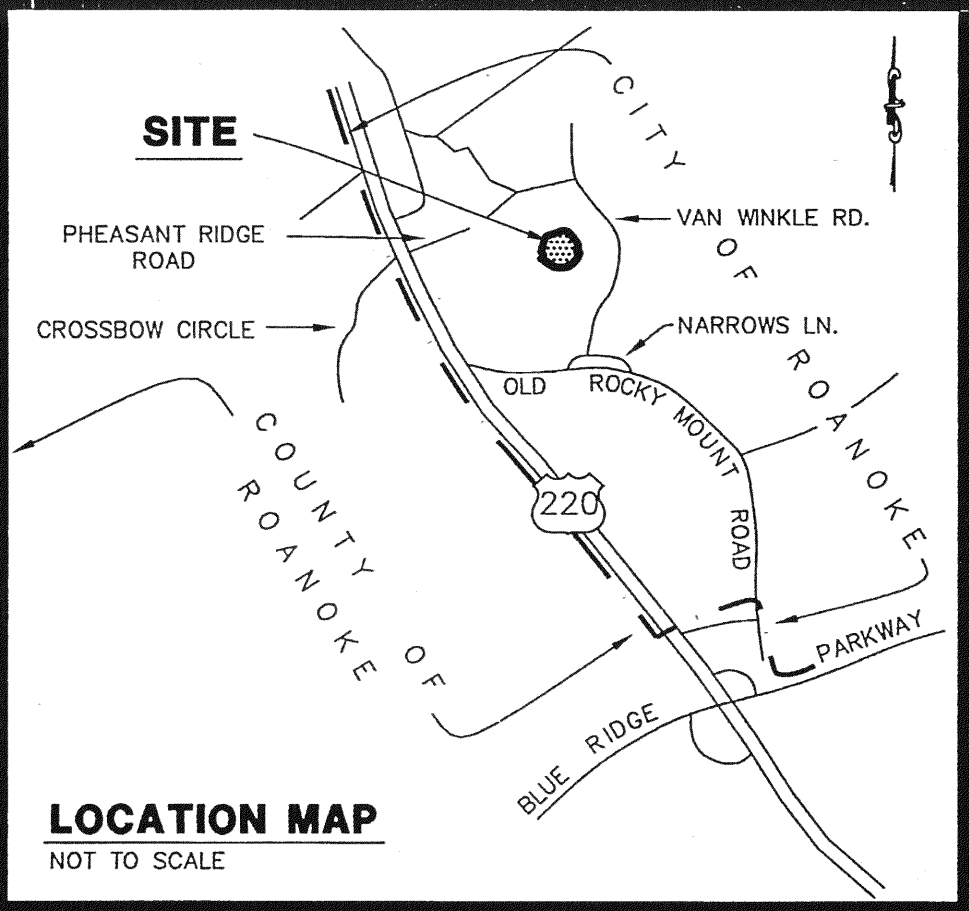 SITE
PHEASANT RIDGE
ROAD
CROSSBOW CIRCLE
CITY OF ROANOKE
VAN WINKLE RD.
NARROWS LN.
OLD ROCKY MOUNT ROAD
COUNTY OF
ROANOKE
220
BLUE RIDGE PARKWAY
LOCATION MAP
NOT TO SCALE